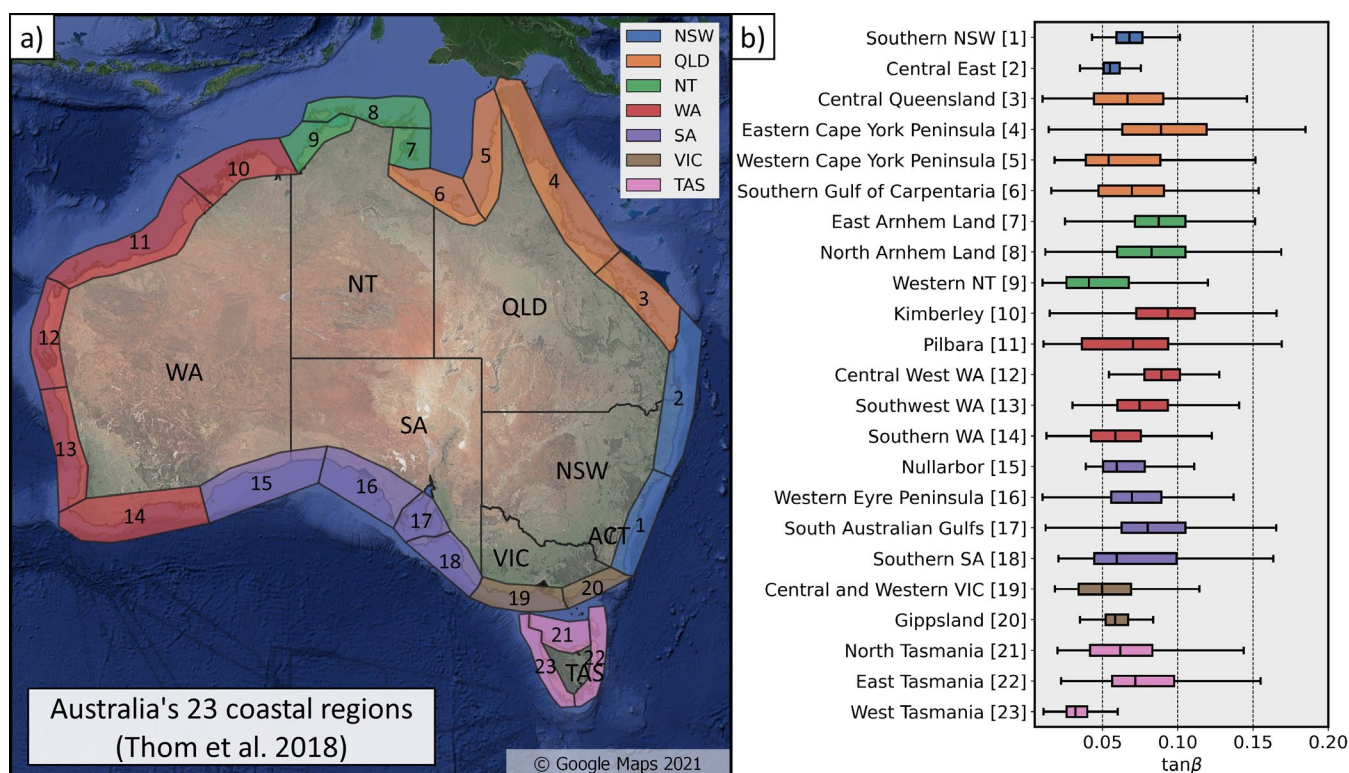 a)
NSW
QLD
NT
WA
SA
VIC
TAS
8
9
7
10
5
6
4
11
3
NT
QLD
12
WA
2
SA
13
NSW
15
16
14
17
1
ACT
VIC
18
19
20
21
22
23
TAS
Australia's 23 coastal regions
(Thom et al. 2018)
© Google Maps 2021
b)
Southern NSW [1]
Central East [2]
Central Queensland [3]
Eastern Cape York Peninsula [4]
Western Cape York Peninsula [5]
Southern Gulf of Carpentaria [6]
East Arnhem Land [7]
North Arnhem Land [8]
Western NT [9]
Kimberley [10]
Pilbara [11]
Central West WA [12]
Southwest WA [13]
Southern WA [14]
Nullarbor [15]
Western Eyre Peninsula [16]
South Australian Gulfs [17]
Southern SA [18]
Central and Western VIC [19]
Gippsland [20]
North Tasmania [21]
East Tasmania [22]
West Tasmania [23]
0.05 0.10 0.15 0.20
tanβ